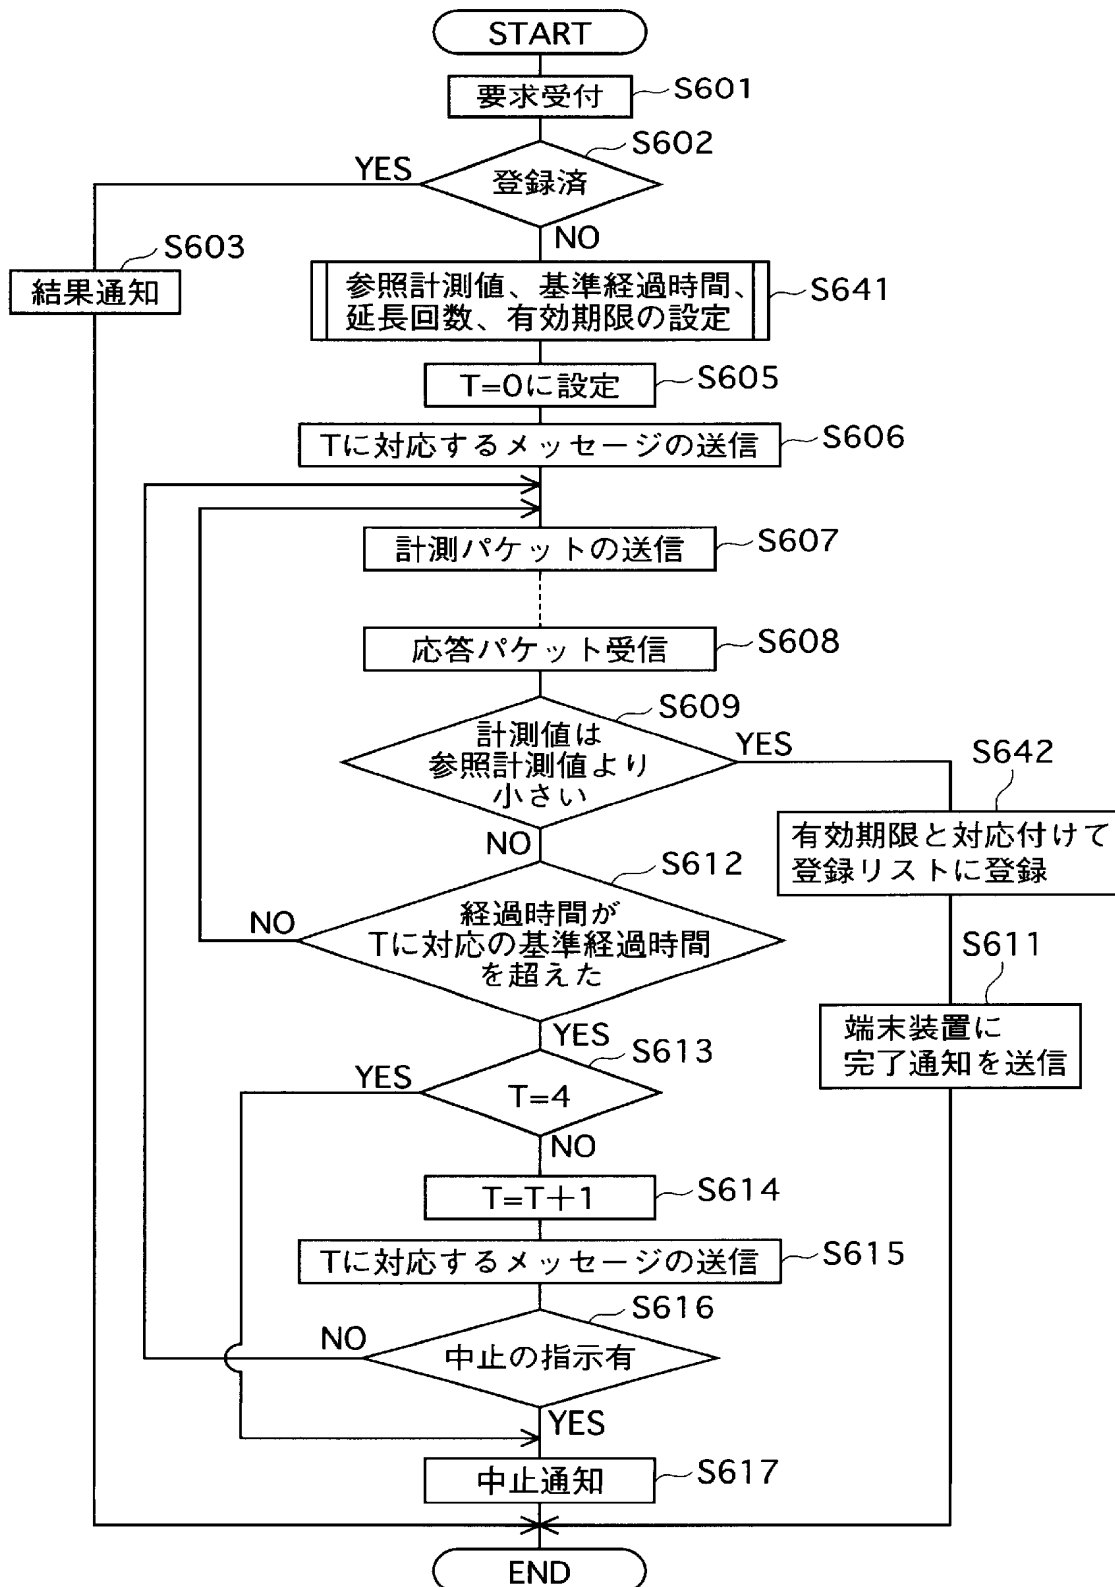 START
要求受付
S601
S602
YES
登録済
NO
S603
結果通知
参照計測値、基準経過時間、
延長回数、有効期限の設定
S641
T=0に設定
S605
Tに対応するメッセージの送信
S606
計測パケットの送信
S607
応答パケット受信
S608
S609
計測値は
参照計測値より
小さい
YES
NO
S642
有効期限と対応付けて
登録リストに登録
S612
経過時間が
Tに対応の基準経過時間
を超えた
NO
YES
S611
端末装置に
完了通知を送信
S613
YES
T=4
NO
T=T+1
S614
Tに対応するメッセージの送信
S615
S616
NO
中止の指示有
YES
中止通知
S617
END